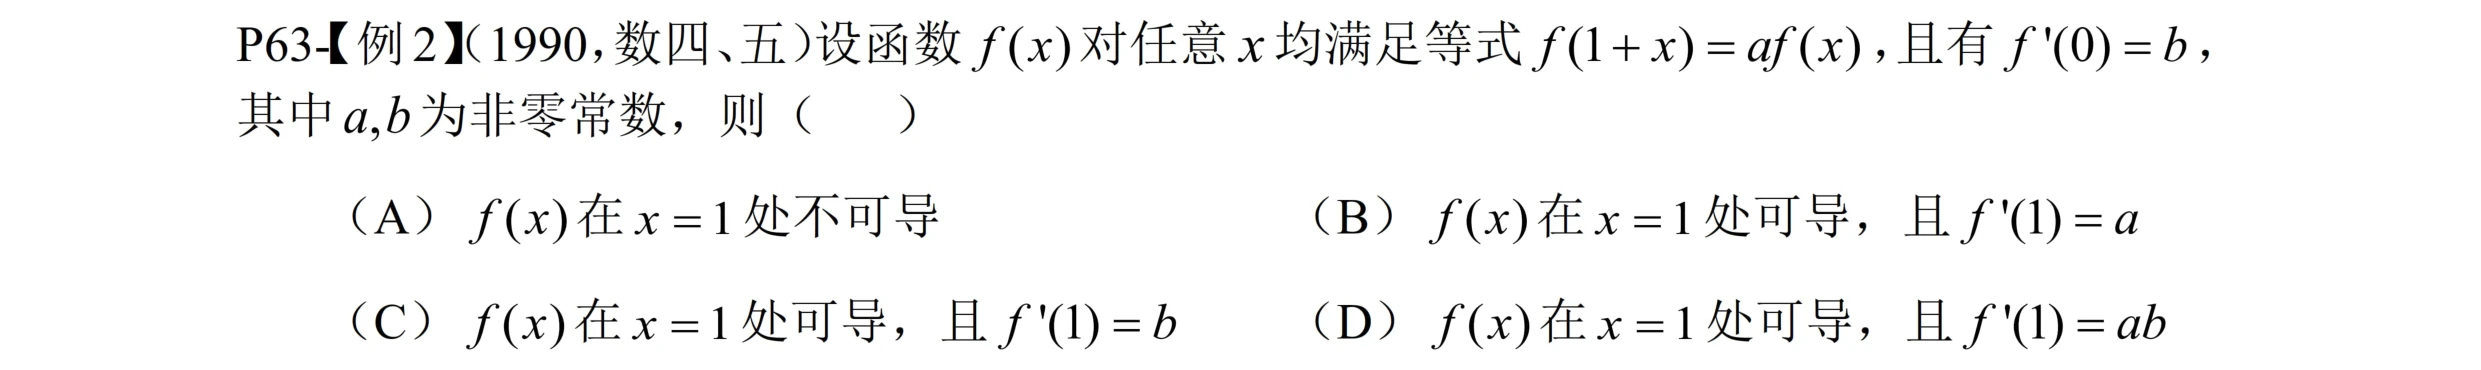 P63-【例2】(1990,数四、五)设函数 f(x) 对任意 x 均满足等式 f(1+x)=af(x),且有 f'(0)=b,
其中 a,b 为非零常数，则（  ）
（A） f(x) 在 x=1 处不可导 （B） f(x) 在 x=1 处可导，且 f'(1)=a
（C） f(x) 在 x=1 处可导，且 f'(1)=b （D） f(x) 在 x=1 处可导，且 f'(1)=ab